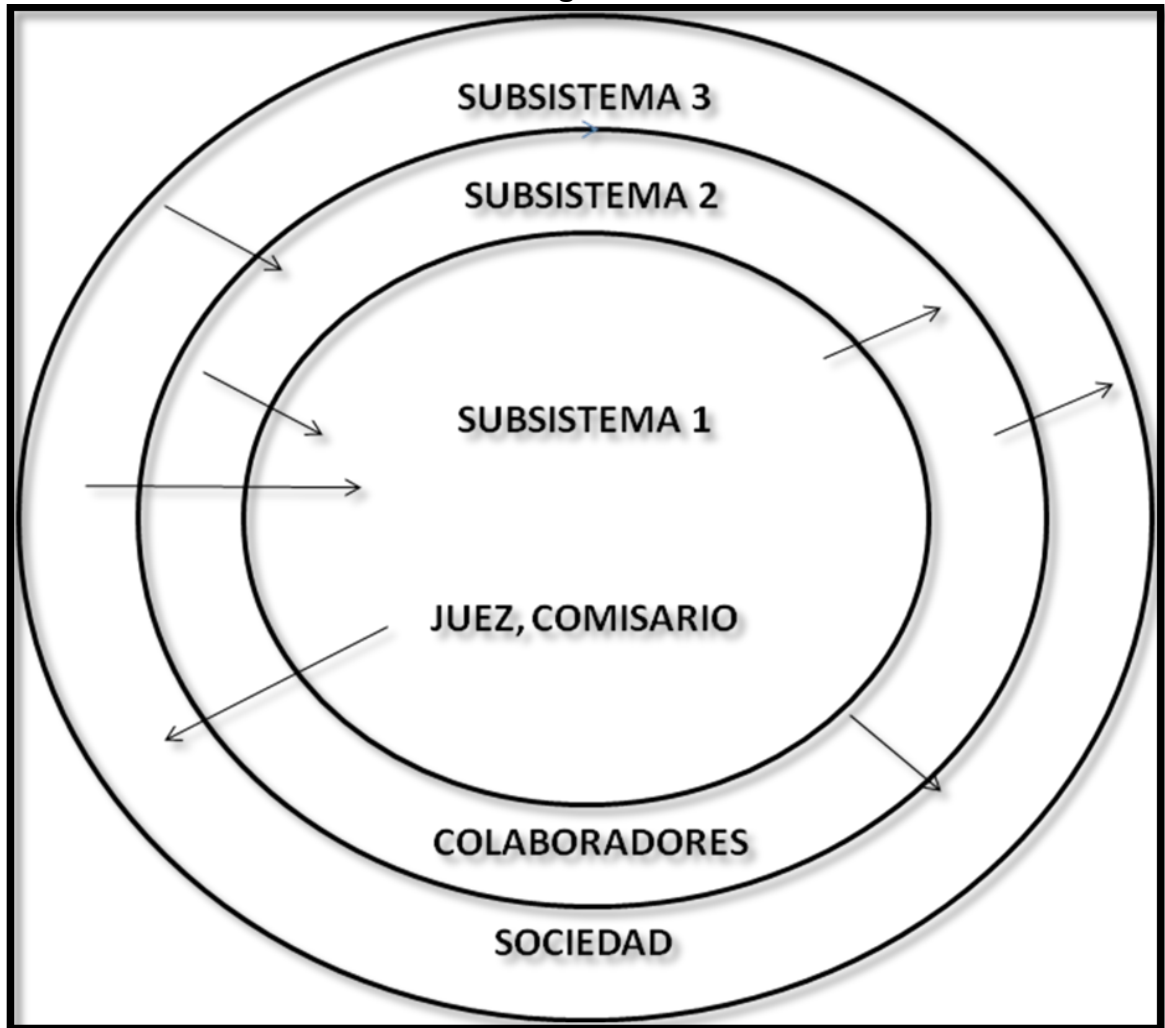 SUBSISTEMA 3
SUBSISTEMA 2
SUBSISTEMA 1
JUEZ, COMISARIO
COLABORADORES
SOCIEDAD